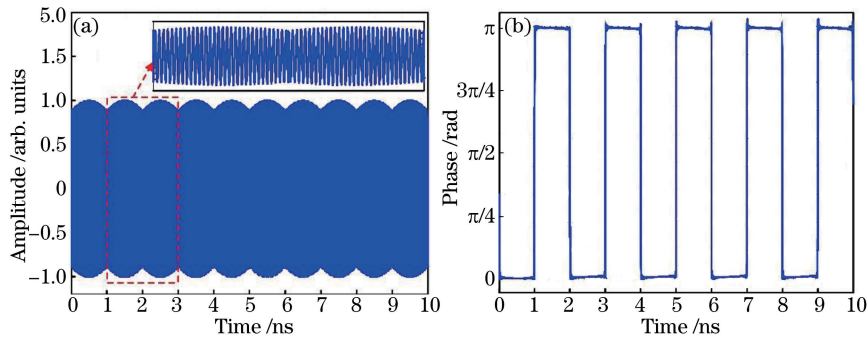 (a)
Amplitude /arb. units
5.0
1.5
1.0
0.5
0
−0.5
−1.0
0 1 2 3 4 5 6 7 8 9 10
Time /ns
(b)
Phase /rad
π
3π/4
π/2
π/4
0
0 1 2 3 4 5 6 7 8 9 10
Time /ns